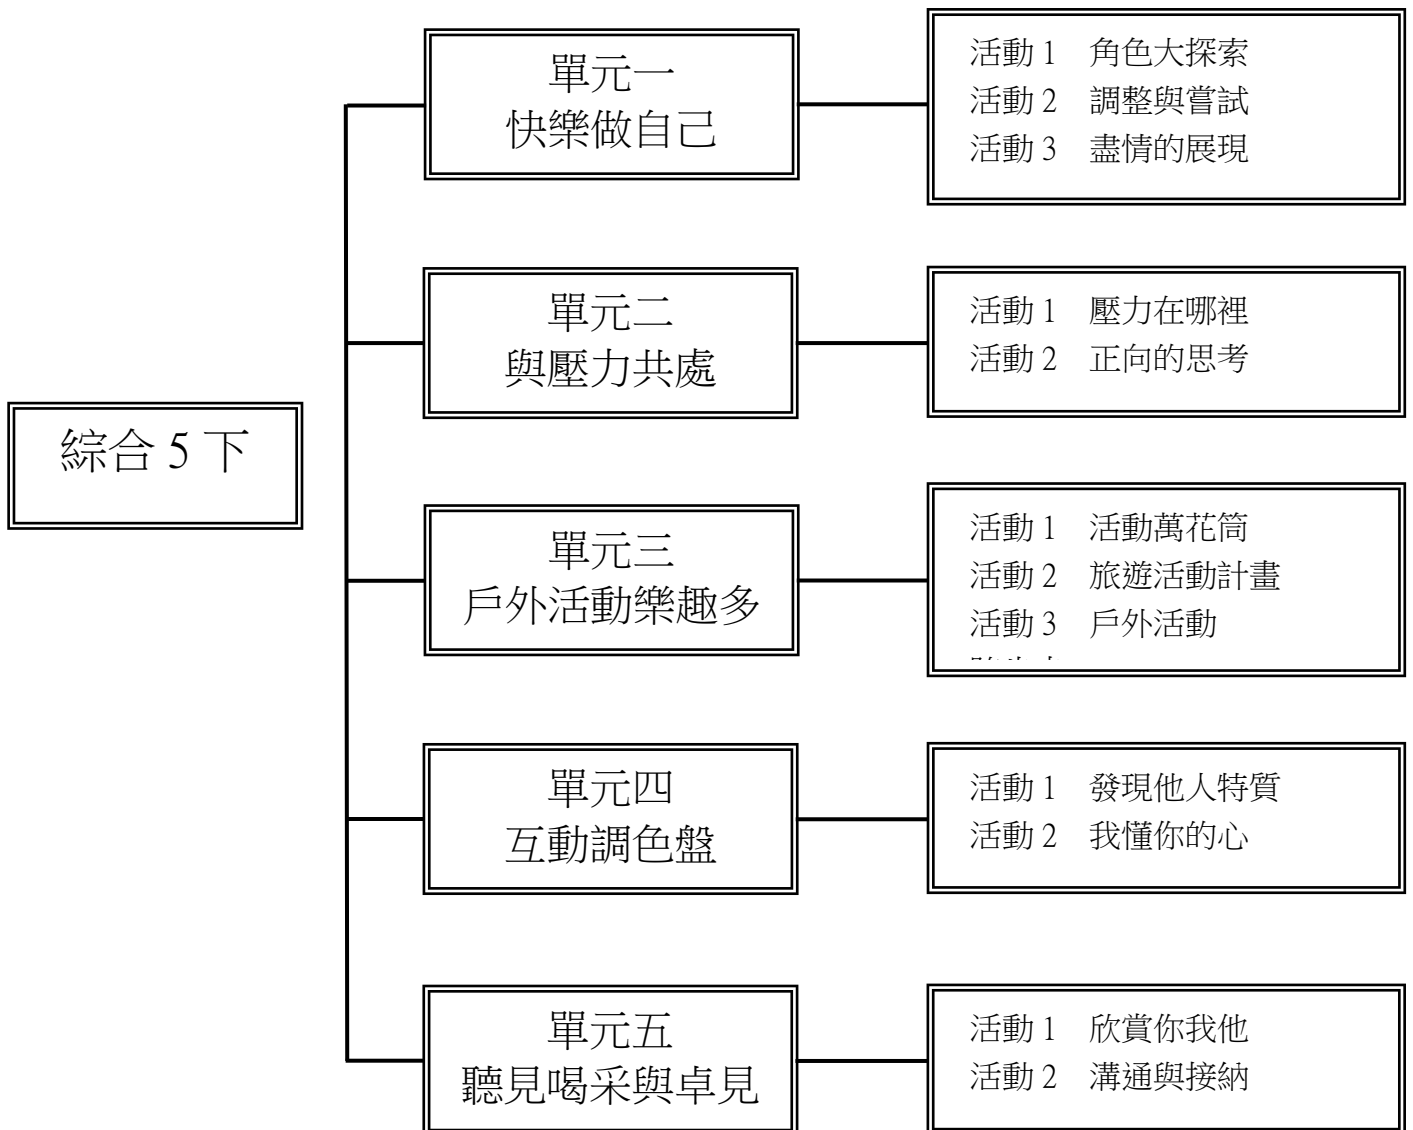 綜合 5 下
單元一
快樂做自己
活動 1 角色大探索
活動 2 調整與嘗試
活動 3 盡情的展現
單元二
與壓力共處
活動 1 壓力在哪裡
活動 2 正向的思考
單元三
戶外活動樂趣多
活動 1 活動萬花筒
活動 2 旅遊活動計畫
活動 3 戶外活動
單元四
互動調色盤
活動 1 發現他人特質
活動 2 我懂你的心
單元五
聽見喝采與卓見
活動 1 欣賞你我他
活動 2 溝通與接納